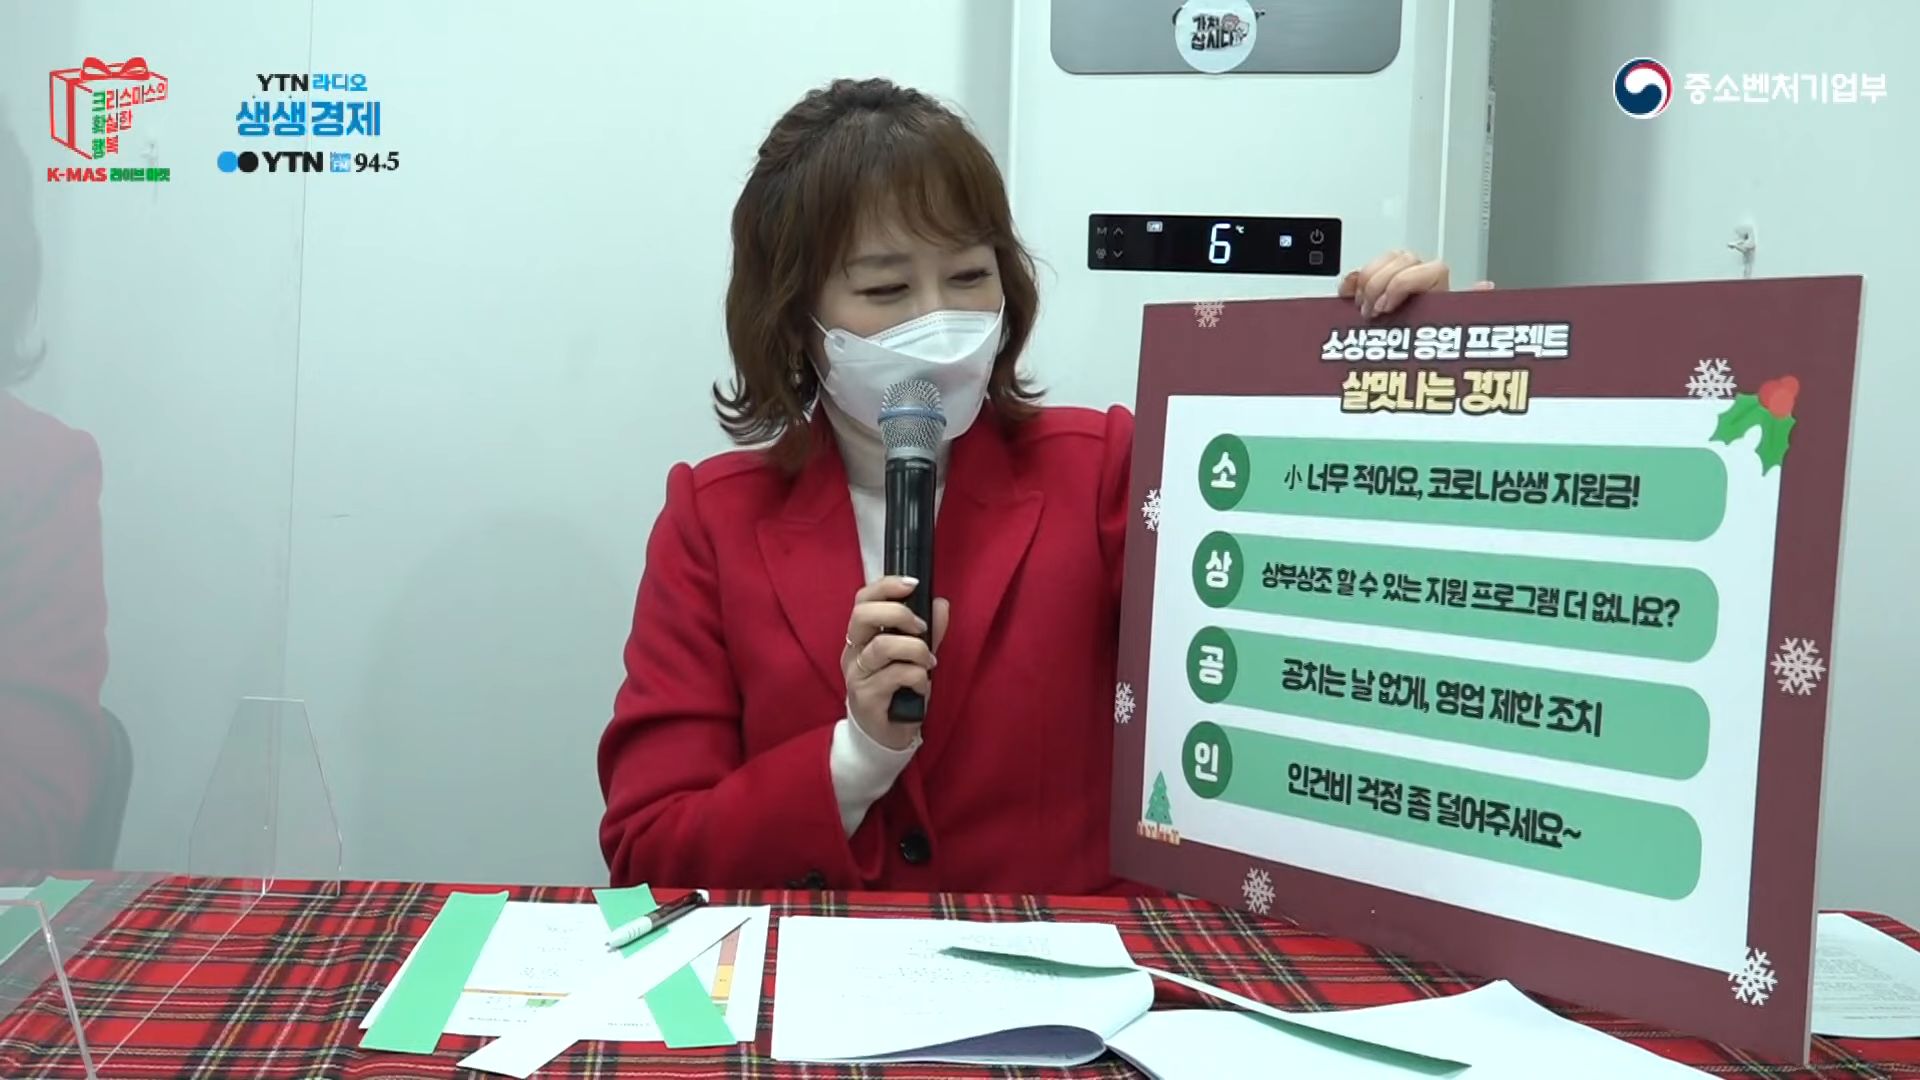 크리스마스의
확실한
행복
K-MAS 라이브 마켓
YTN 라디오
생생경제
YTN 뉴스 FM 94.5
가치
잡시다
중소벤처기업부
6 ℃
소상공인 응원 프로젝트
살맛나는 경제
소 小 너무 적어요, 코로나상생 지원금!
상 상부상조 할 수 있는 지원 프로그램 더 없나요?
공 공치는 날 없게, 영업 제한 조치
인 인건비 걱정 좀 덜어주세요~